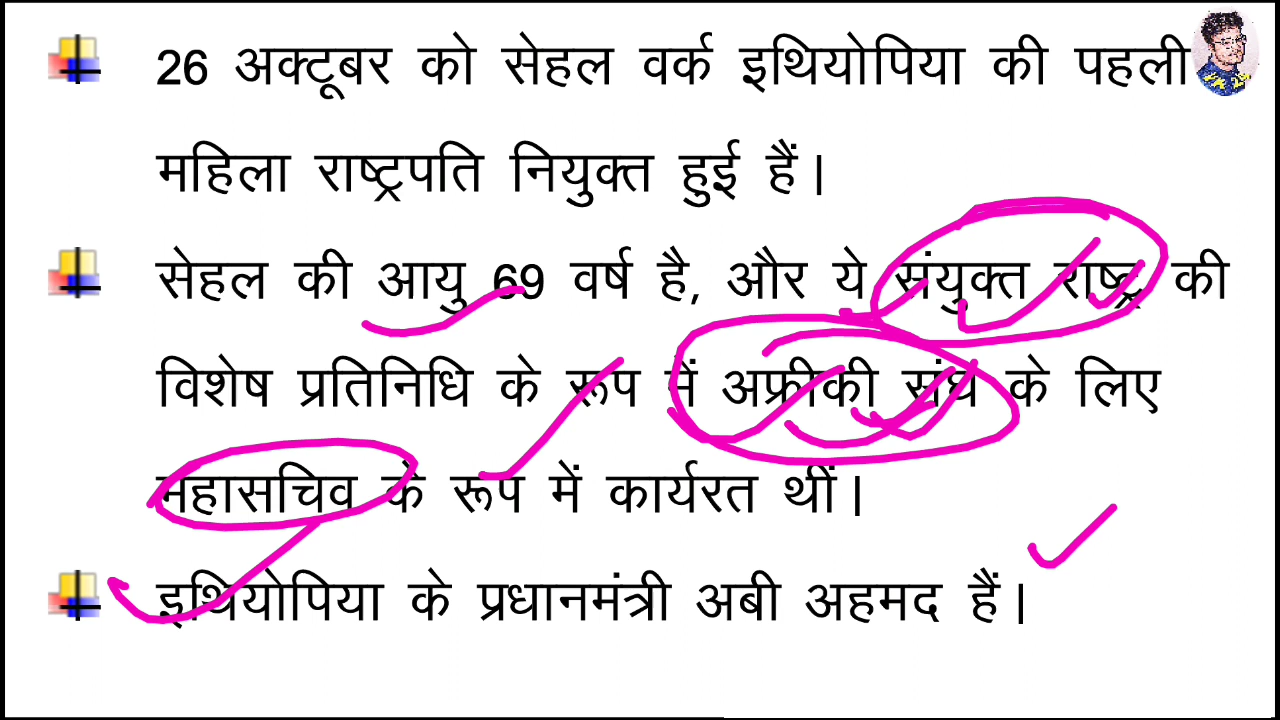 26 अक्टूबर को सेहल वर्क इथियोपिया की पहली
महिला राष्ट्रपति नियुक्त हुई हैं।
सेहल की आयु 69 वर्ष है, और ये संयुक्त राष्ट्र की
विशेष प्रतिनिधि के रूप में अफ्रीकी संघ के लिए
महासचिव के रूप में कार्यरत थीं।
इथियोपिया के प्रधानमंत्री अबी अहमद हैं।